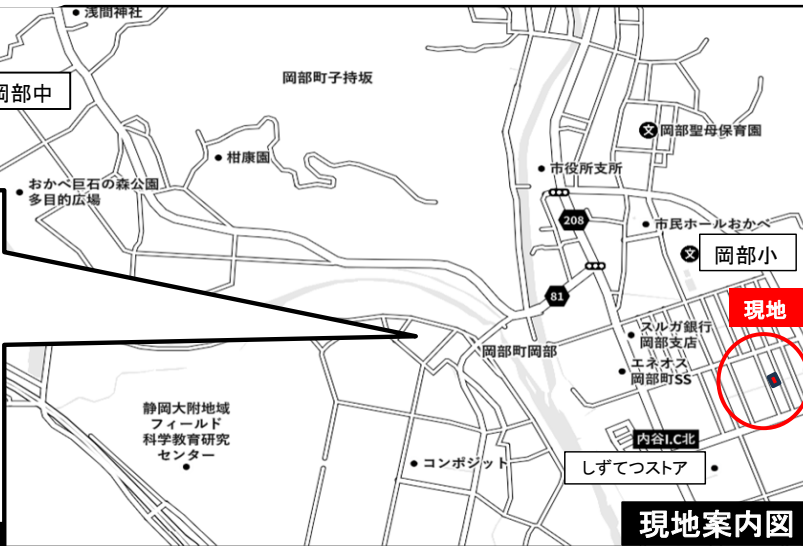 浅間神社
岡部中
岡部町子持坂
岡部聖母保育園
柑康園
市役所支所
おかべ巨石の森公園
多目的広場
208
市民ホールおかべ
岡部小
81
現地
スルガ銀行
岡部支店
岡部町岡部
エネオス
岡部町SS
静岡大附地域
フィールド
科学教育研究
センター
内谷I.C北
コンポジット
しずてつストア
現地案内図